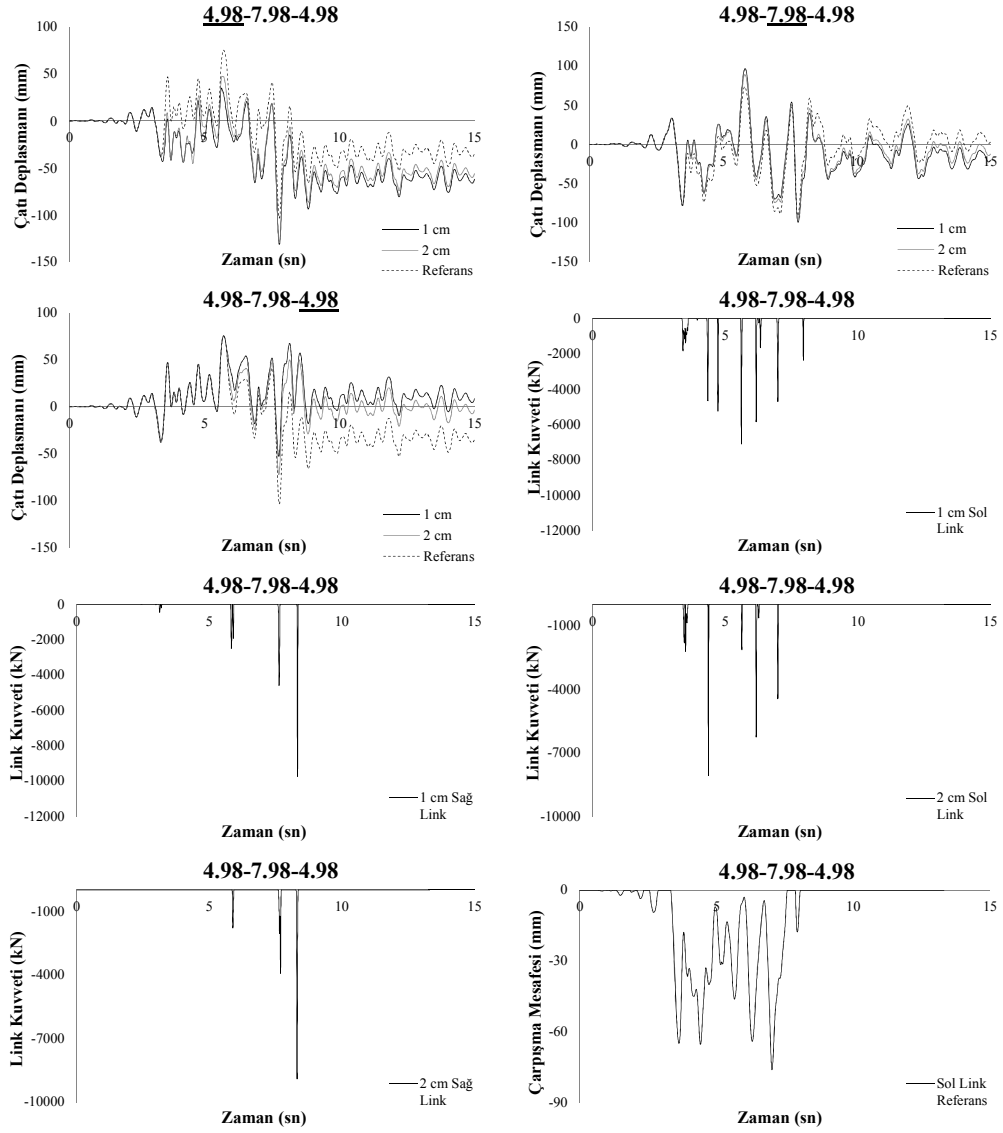 4.98-7.98-4.98
Çatı Deplasmanı (mm)
100
50
0
-50
-100
-150
0
5
10
15
1 cm
2 cm
Referans
Zaman (sn)
4.98-7.98-4.98
Çatı Deplasmanı (mm)
150
100
50
0
-50
-100
-150
0
5
10
15
1 cm
2 cm
Referans
Zaman (sn)
4.98-7.98-4.98
Çatı Deplasmanı (mm)
100
50
0
-50
-100
-150
0
5
10
15
1 cm
2 cm
Referans
Zaman (sn)
4.98-7.98-4.98
Link Kuvveti (kN)
0
-2000
-4000
-6000
-8000
-10000
-12000
0
5
10
15
1 cm Sol
Link
Zaman (sn)
4.98-7.98-4.98
Link Kuvveti (kN)
0
-2000
-4000
-6000
-8000
-10000
-12000
0
5
10
15
1 cm Sağ
Link
Zaman (sn)
4.98-7.98-4.98
Link Kuvveti (kN)
-1000
-4000
-7000
-10000
0
5
10
15
2 cm Sol
Link
Zaman (sn)
4.98-7.98-4.98
Link Kuvveti (kN)
-1000
-4000
-7000
-10000
0
5
10
15
2 cm Sağ
Link
Zaman (sn)
4.98-7.98-4.98
Çarpışma Mesafesi (mm)
0
-30
-60
-90
0
5
10
15
Sol Link
Referans
Zaman (sn)